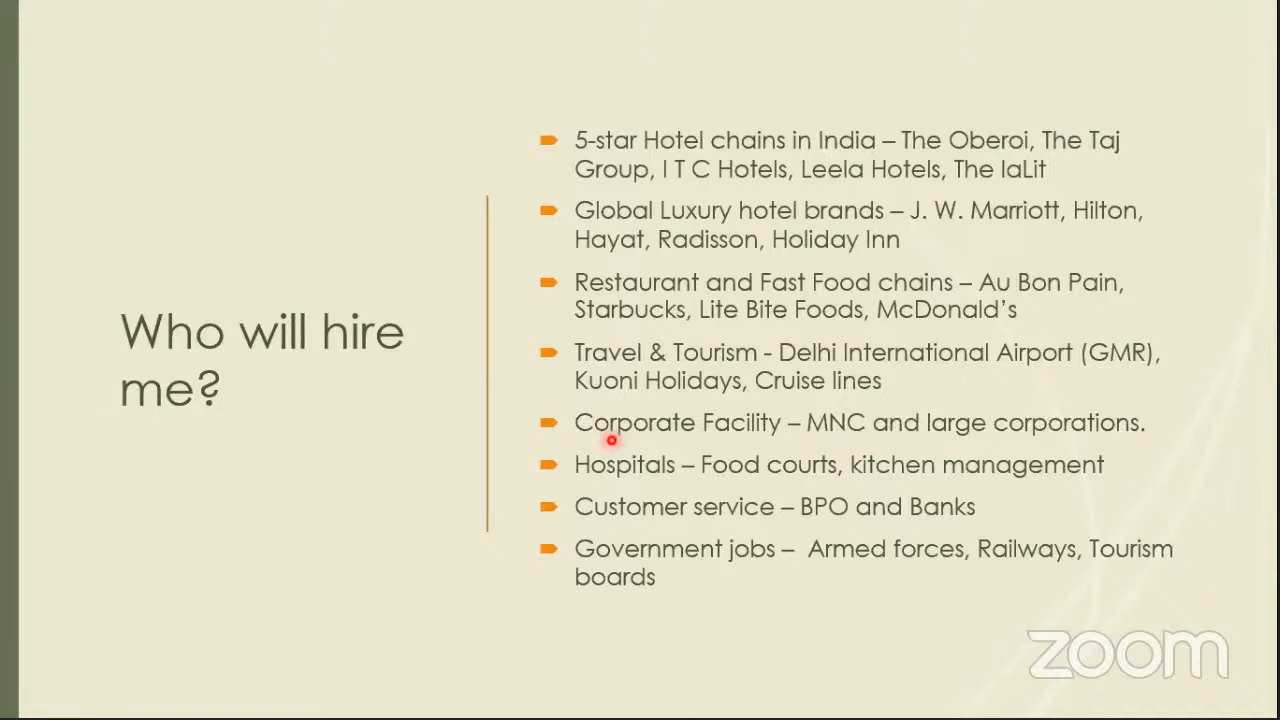 Who will hire
me?
5-star Hotel chains in India – The Oberoi, The Taj
Group, I T C Hotels, Leela Hotels, The laLit
Global Luxury hotel brands – J. W. Marriott, Hilton,
Hayat, Radisson, Holiday Inn
Restaurant and Fast Food chains – Au Bon Pain,
Starbucks, Lite Bite Foods, McDonald’s
Travel & Tourism - Delhi International Airport (GMR),
Kuoni Holidays, Cruise lines
Corporate Facility – MNC and large corporations.
Hospitals – Food courts, kitchen management
Customer service – BPO and Banks
Government jobs – Armed forces, Railways, Tourism
boards
zoom